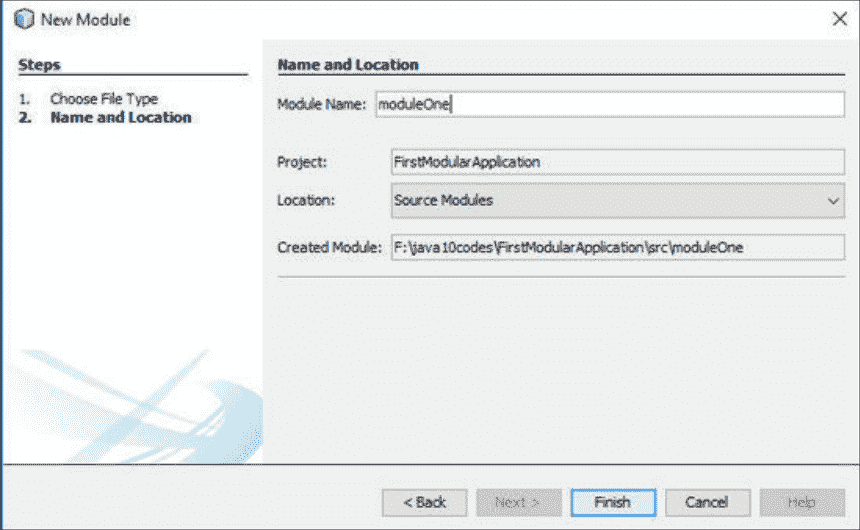 New Module
Steps
1. Choose File Type
2. Name and Location
Name and Location
Module Name: moduleOne
Project: FirstModularApplication
Location: Source Modules
Created Module: F:\java10codes\FirstModularApplication\src\moduleOne
< Back Next > Finish Cancel Help